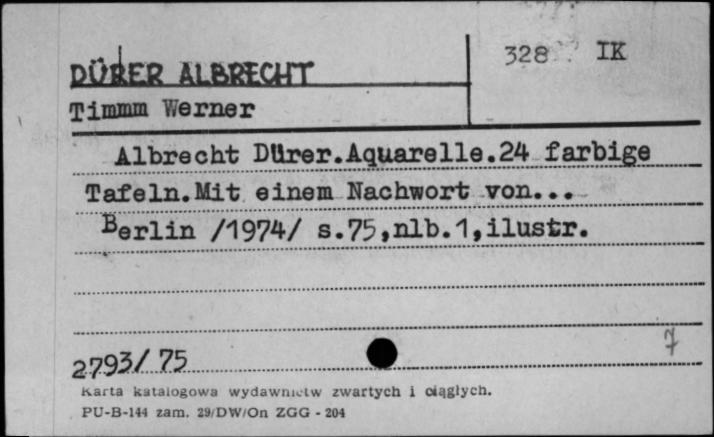 328 IK
DÜRER ALBRECHT
Timmm Werner
Albrecht Dürer.Aquarelle.24 farbige
Tafeln.Mit einem Nachwort von...
Berlin /1974/ s.75,nlb.1,ilustr.
7
2793/75
Karta katalogowa wydawnictw zwartych i ciągłych.
PU-B-144 zam. 29/DW/On ZGG - 204